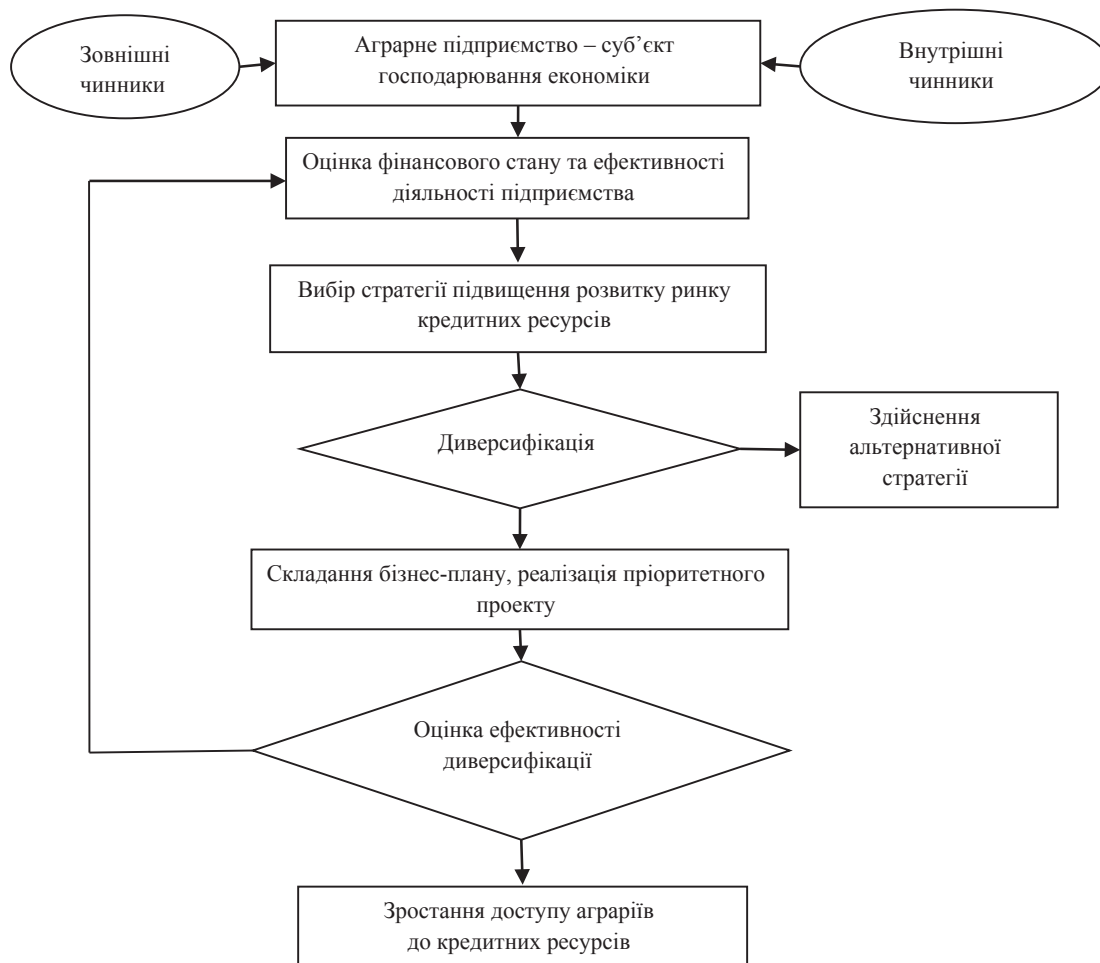 Зовнішні
чинники
Аграрне підприємство – суб’єкт
господарювання економіки
Внутрішні
чинники
Оцінка фінансового стану та ефективності
діяльності підприємства
Вибір стратегії підвищення розвитку ринку
кредитних ресурсів
Диверсифікація
Здійснення
альтернативної
стратегії
Складання бізнес-плану, реалізація пріоритетного
проекту
Оцінка ефективності
диверсифікації
Зростання доступу аграріїв
до кредитних ресурсів